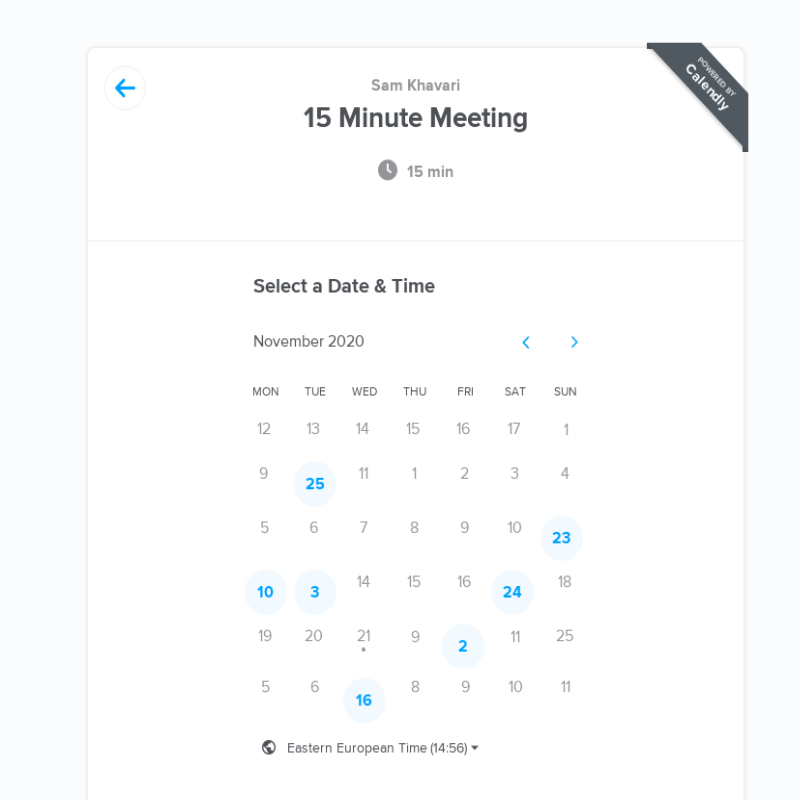 POWERED BY
Calendly
Sam Khavari
15 Minute Meeting
15 min
Select a Date & Time
November 2020
MON TUE WED THU FRI SAT SUN
12 13 14 15 16 17 1
9 25 11 1 2 3 4
5 6 7 8 9 10 23
10 3 14 15 16 24 18
19 20 21 9 2 11 25
5 6 16 8 9 10 11
Eastern European Time (14:56)